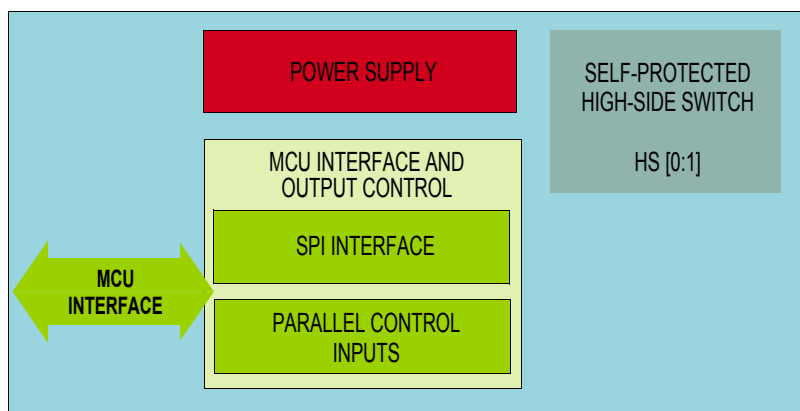 POWER SUPPLY
SELF-PROTECTED
HIGH-SIDE SWITCH
HS [0:1]
MCU INTERFACE AND
OUTPUT CONTROL
SPI INTERFACE
MCU
INTERFACE
PARALLEL CONTROL
INPUTS